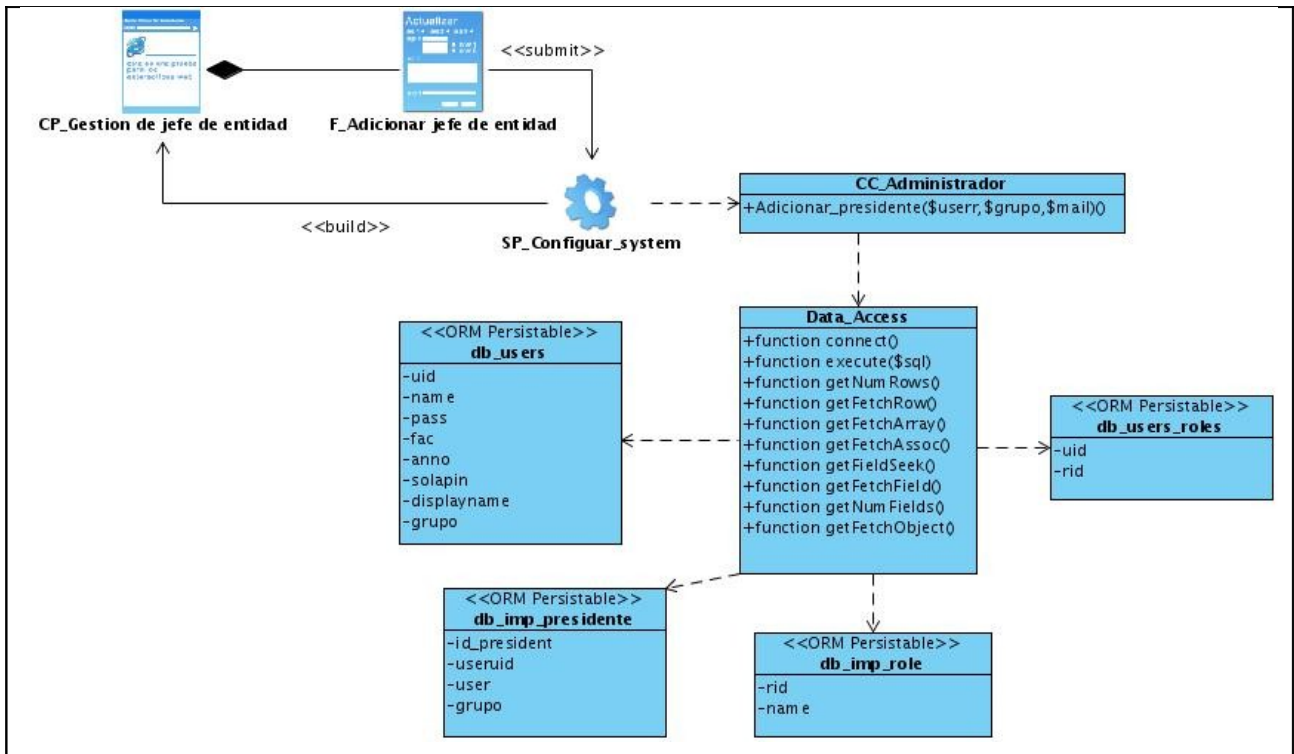 Actualizar
<<submit>>
CP_Gestion de jefe de entidad
F_Adicionar jefe de entidad
<<build>>
SP_Configuar_system
CC_Administrador
+Adicionar_presidente($userr,$grupo,$mail)()
Data_Access
+function connect()
+function execute($sql)
+function getNumRows()
+function getFetchRow()
+function getFetchArray()
+function getFetchAssoc()
+function getFieldSeek()
+function getFetchField()
+function getNumFields()
+function getFetchObject()
<<ORM Persistable>>
db_users
-uid
-name
-pass
-fac
-anno
-solapin
-displayname
-grupo
<<ORM Persistable>>
db_users_roles
-uid
-rid
<<ORM Persistable>>
db_imp_presidente
-id_president
-useruid
-user
-grupo
<<ORM Persistable>>
db_imp_role
-rid
-name